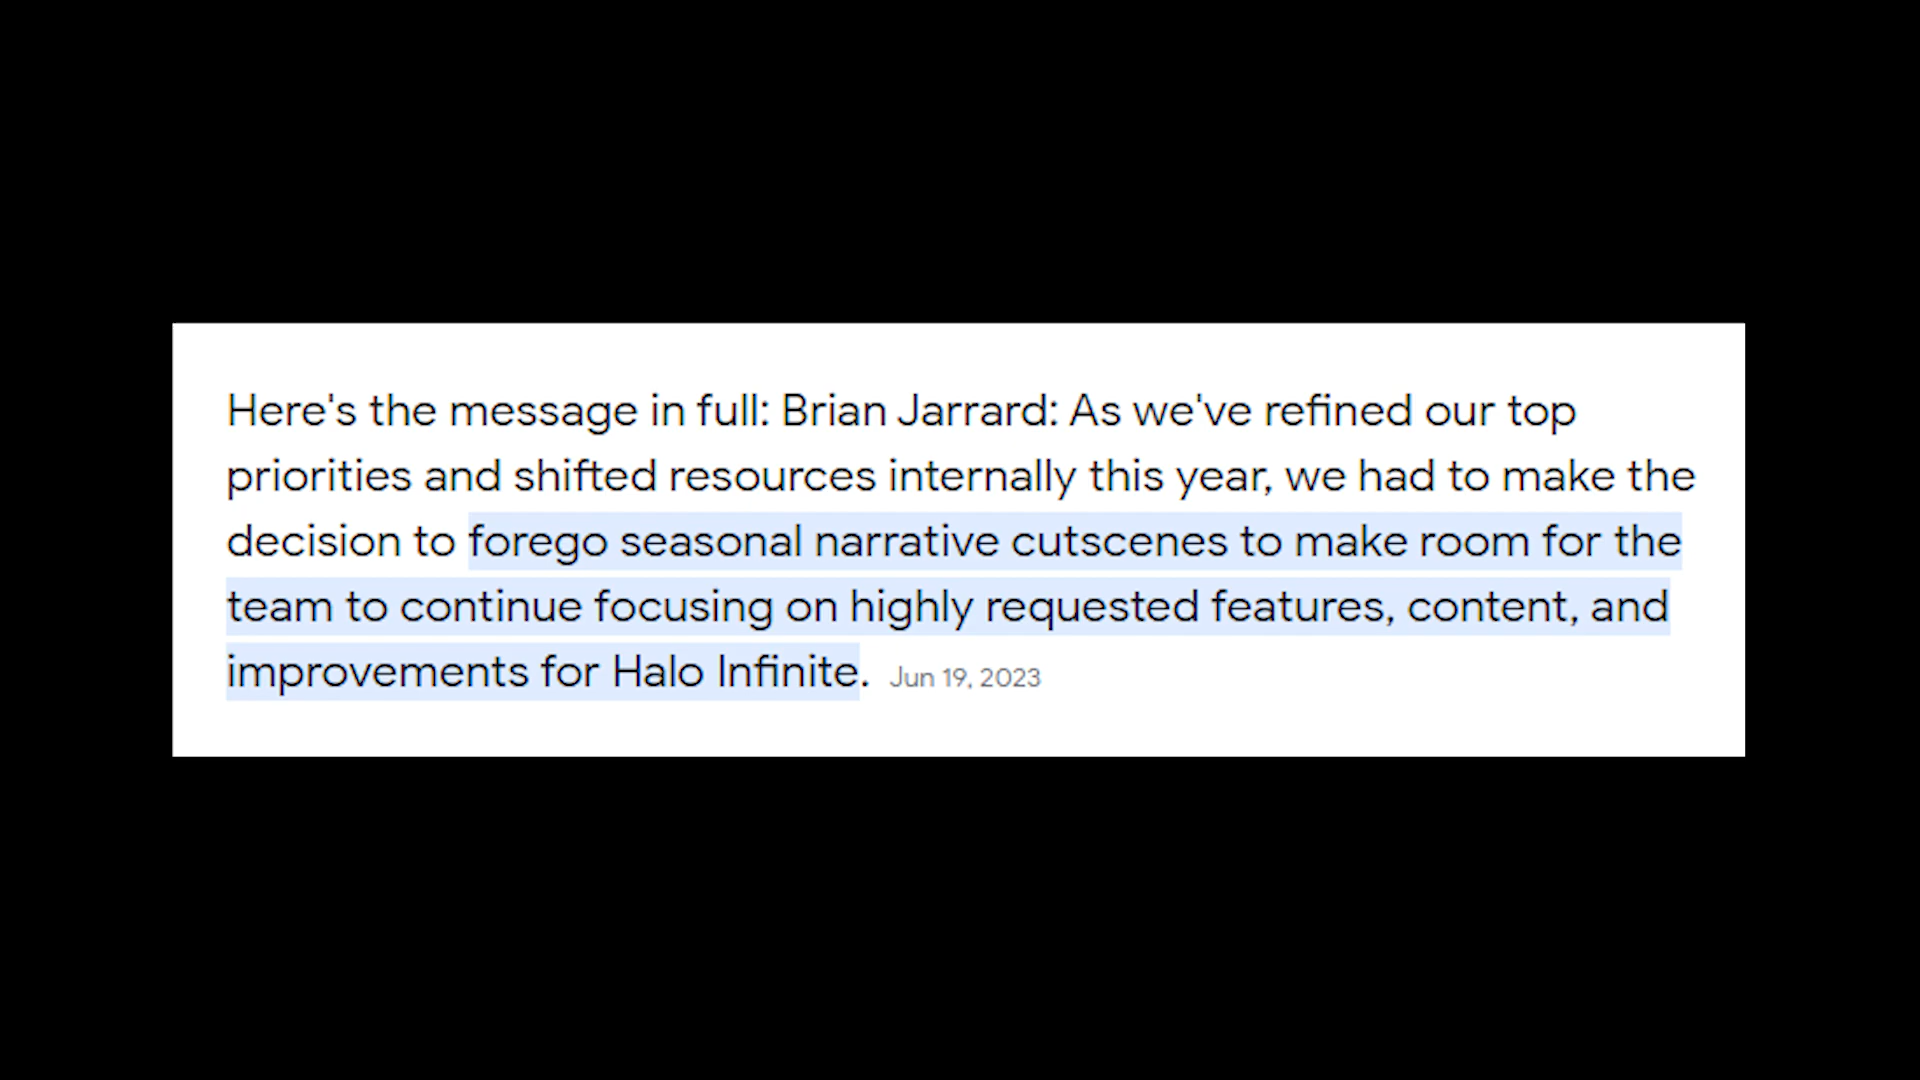 Here's the message in full: Brian Jarrard: As we've refined our top
priorities and shifted resources internally this year, we had to make the
decision to forego seasonal narrative cutscenes to make room for the
team to continue focusing on highly requested features, content, and
improvements for Halo Infinite. Jun 19, 2023